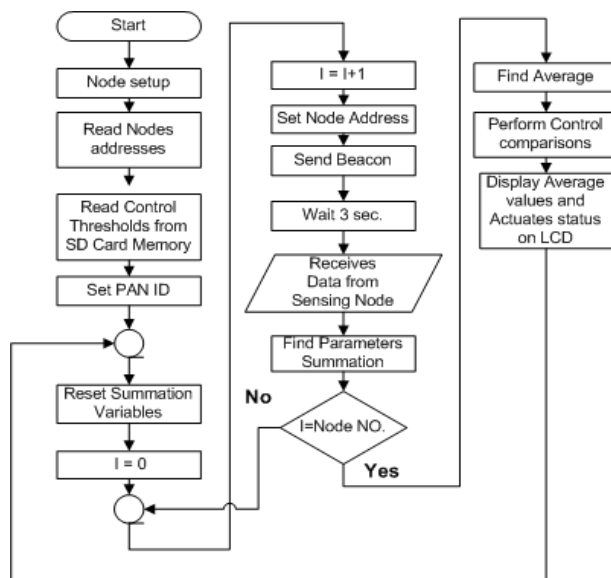 Start
Node setup
Read Nodes
addresses
Read Control
Thresholds from
SD Card Memory
Set PAN ID
Reset Summation
Variables
I = 0
I = I+1
Set Node Address
Send Beacon
Wait 3 sec.
Receives
Data from
Sensing Node
Find Parameters
Summation
No
I=Node NO.
Yes
Find Average
Perform Control
comparisons
Display Average
values and
Actuates status
on LCD